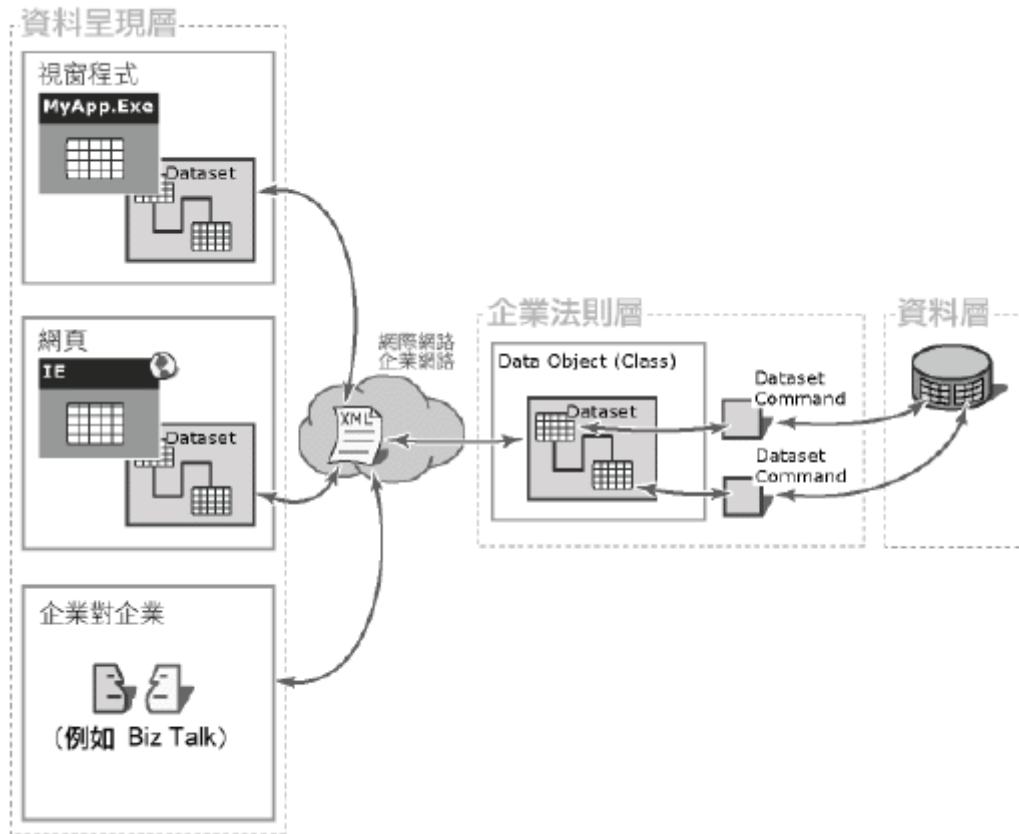 資料呈現層
視窗程式
MyApp.Exe
Dataset
網頁
IE
Dataset
企業對企業
(例如 Biz Talk)
網際網路
企業網路
XML
企業法則層
Data Object (Class)
Dataset
Dataset
Command
Dataset
Command
資料層